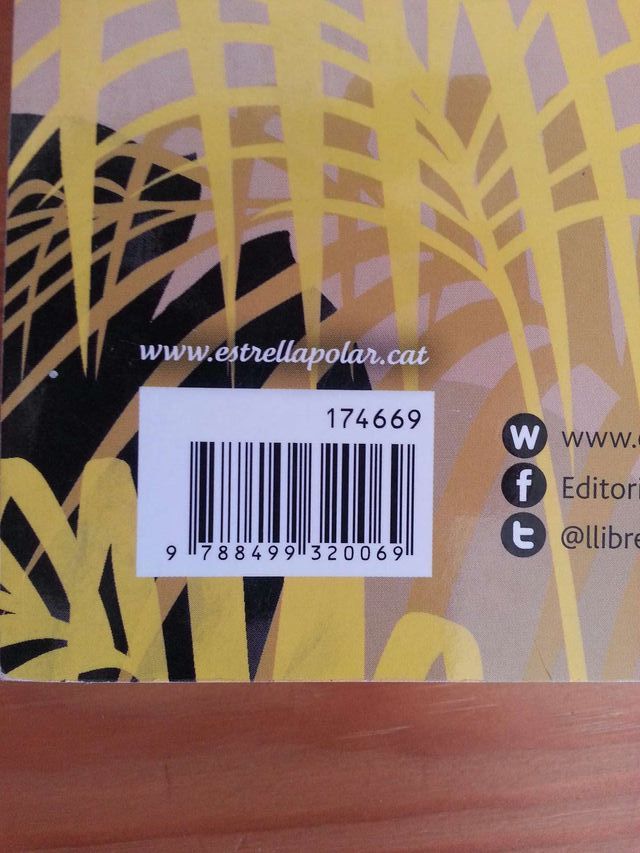 www.estrellapolar.cat
174669
9 788499 320069
W www.
f Editori
t @llibre